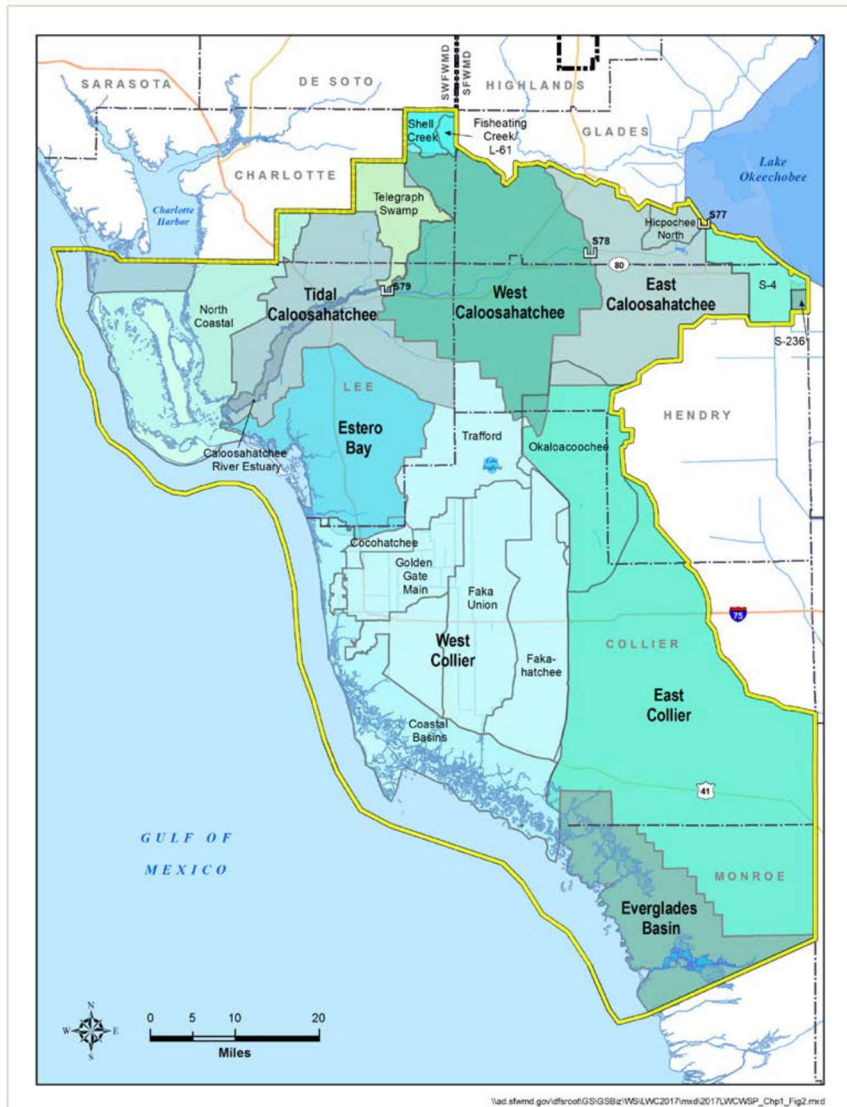 SARASOTA
DE SOTO
SWFWMD
SFWMD
HIGHLANDS
GLADES
Lake
Okeechobee
Shell
Creek
Fisheating
Creek/
L-61
CHARLOTTE
Charlotte
Harbor
Telegraph
Swamp
Hicpochee
North
S77
S78
80
S79
Tidal
Caloosahatchee
West
Caloosahatchee
East
Caloosahatchee
S-4
S-236
North
Coastal
LEE
HENDRY
Caloosahatchee
River Estuary
Estero
Bay
Trafford
Lake
Trafford
Okaloacoochee
Cocohatchee
Golden
Gate
Main
Faka
Union
75
West
Collier
Faka-
hatchee
COLLIER
East
Collier
Coastal
Basins
41
GULF OF
MEXICO
MONROE
Everglades
Basin
N
W
E
S
0 5 10 20
Miles
\\ad.sfwmd.gov\dfsroot\GS\GSBiz\WS\LWC2017\mxd\2017LWCWSP_Chp1_Fig2.mxd